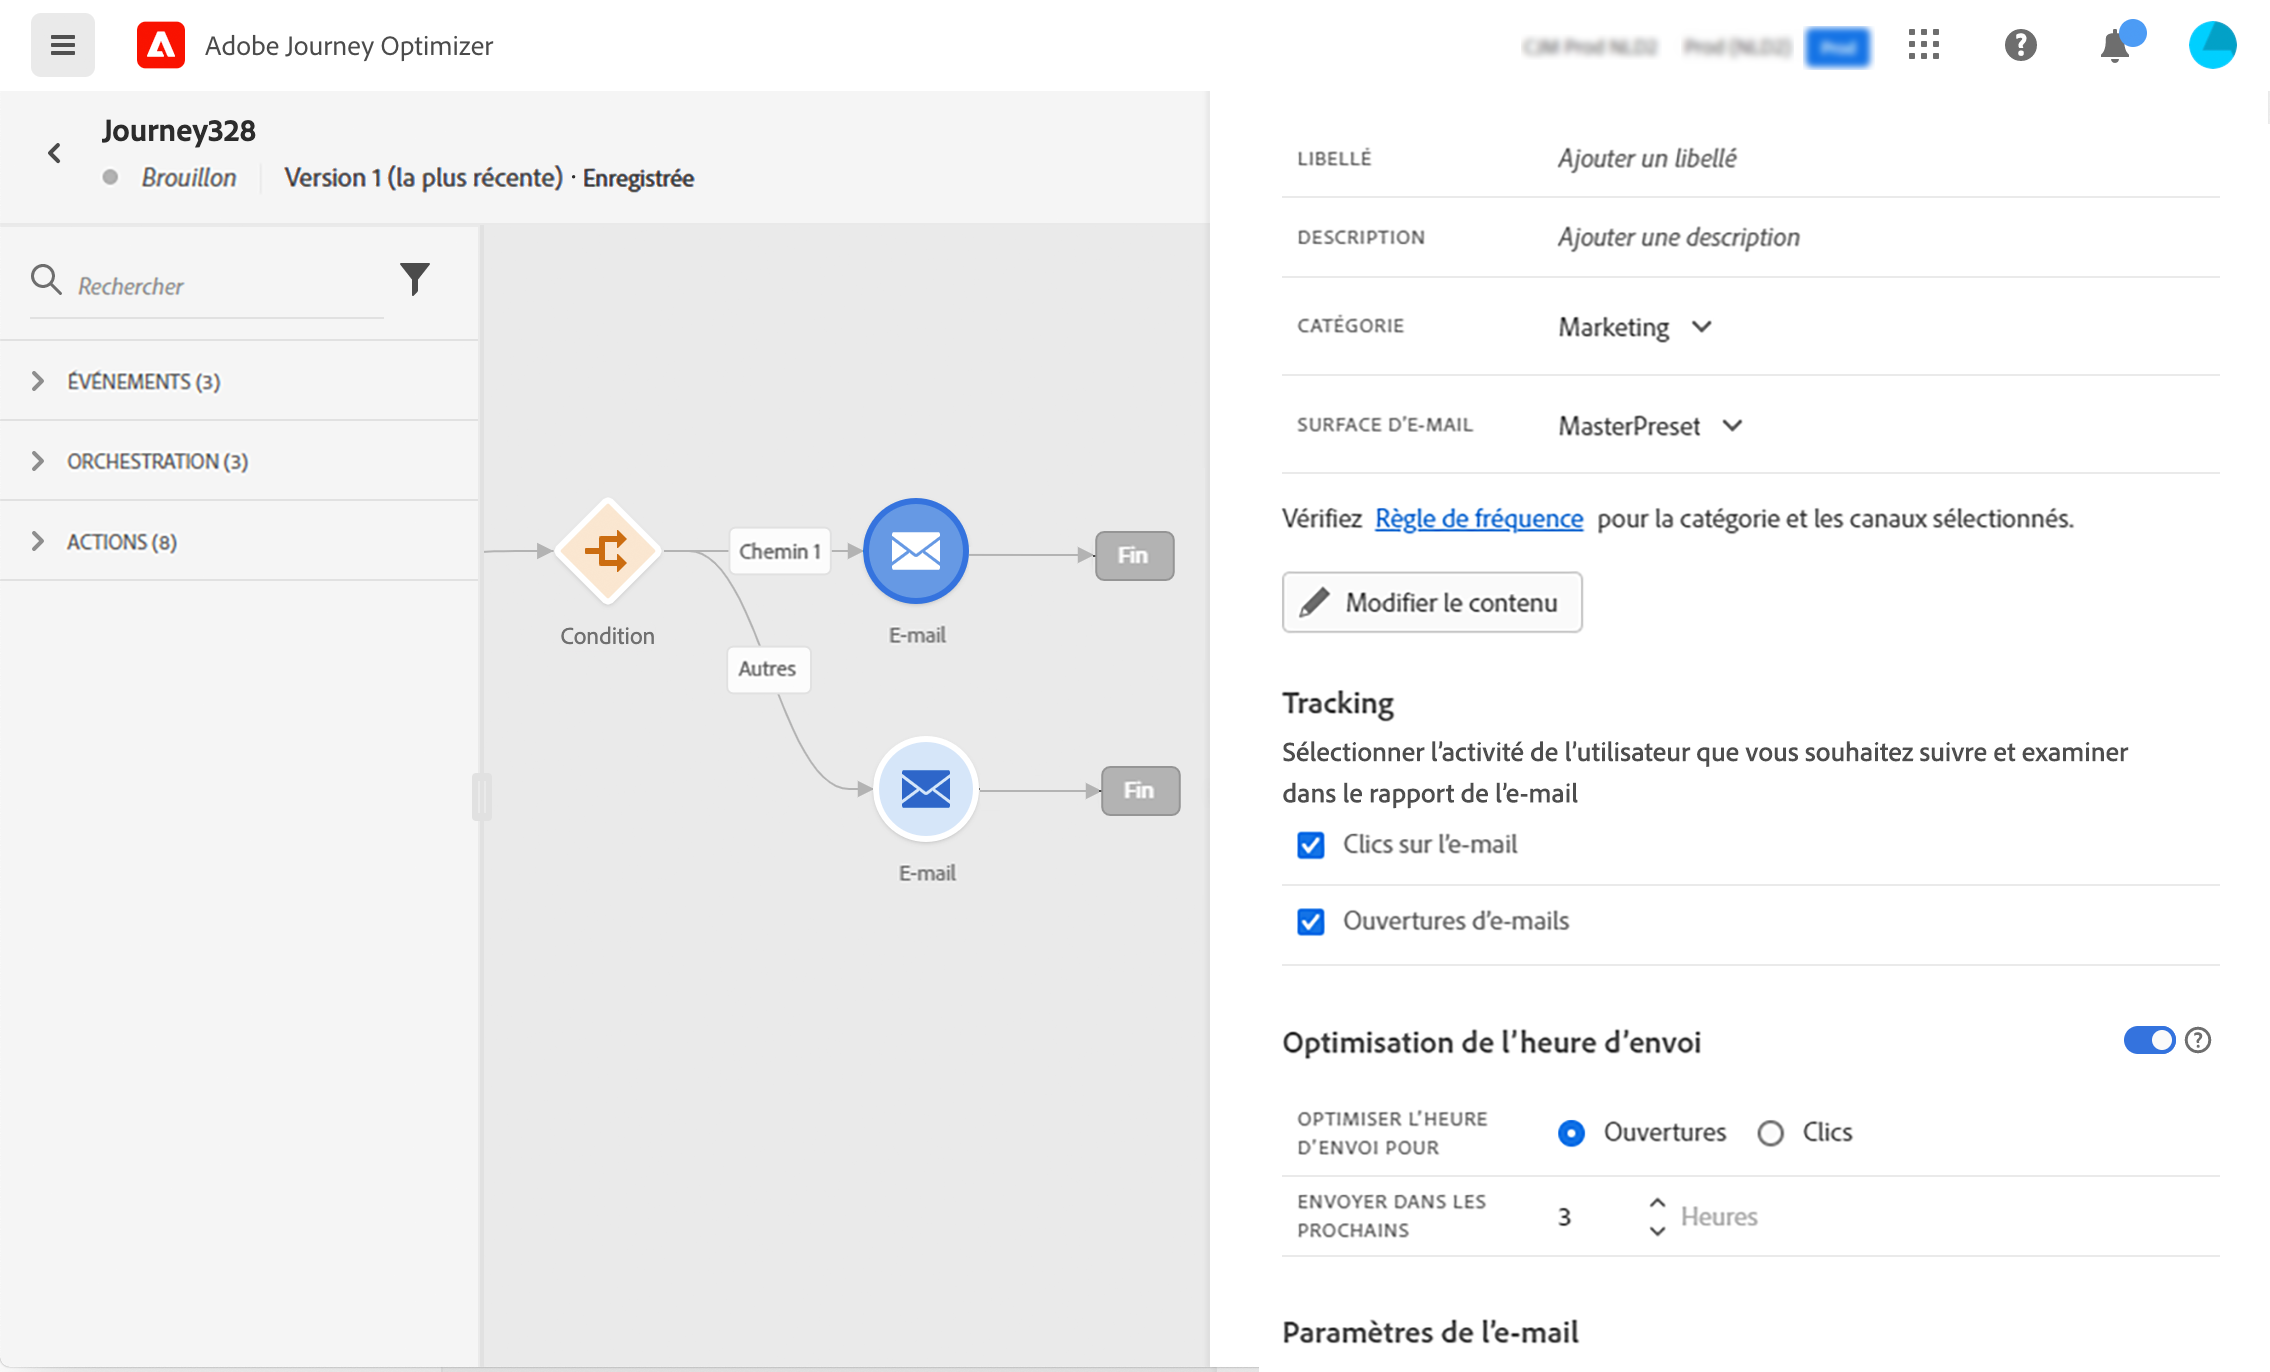 Adobe Journey Optimizer
Journey328
Brouillon
Version 1 (la plus récente) · Enregistrée
Rechercher
ÉVÉNEMENTS (3)
ORCHESTRATION (3)
ACTIONS (8)
Condition
Chemin 1
E-mail
Fin
Autres
E-mail
Fin
LIBELLÉ
Ajouter un libellé
DESCRIPTION
Ajouter une description
CATÉGORIE
Marketing
SURFACE D'E-MAIL
MasterPreset
Vérifiez Règle de fréquence pour la catégorie et les canaux sélectionnés.
Modifier le contenu
Tracking
Sélectionner l’activité de l’utilisateur que vous souhaitez suivre et examiner
dans le rapport de l’e-mail
Clics sur l’e-mail
Ouvertures d’e-mails
Optimisation de l’heure d’envoi
OPTIMISER L’HEURE
D’ENVOI POUR
Ouvertures
Clics
ENVOYER DANS LES
PROCHAINS
3
Heures
Paramètres de l’e-mail